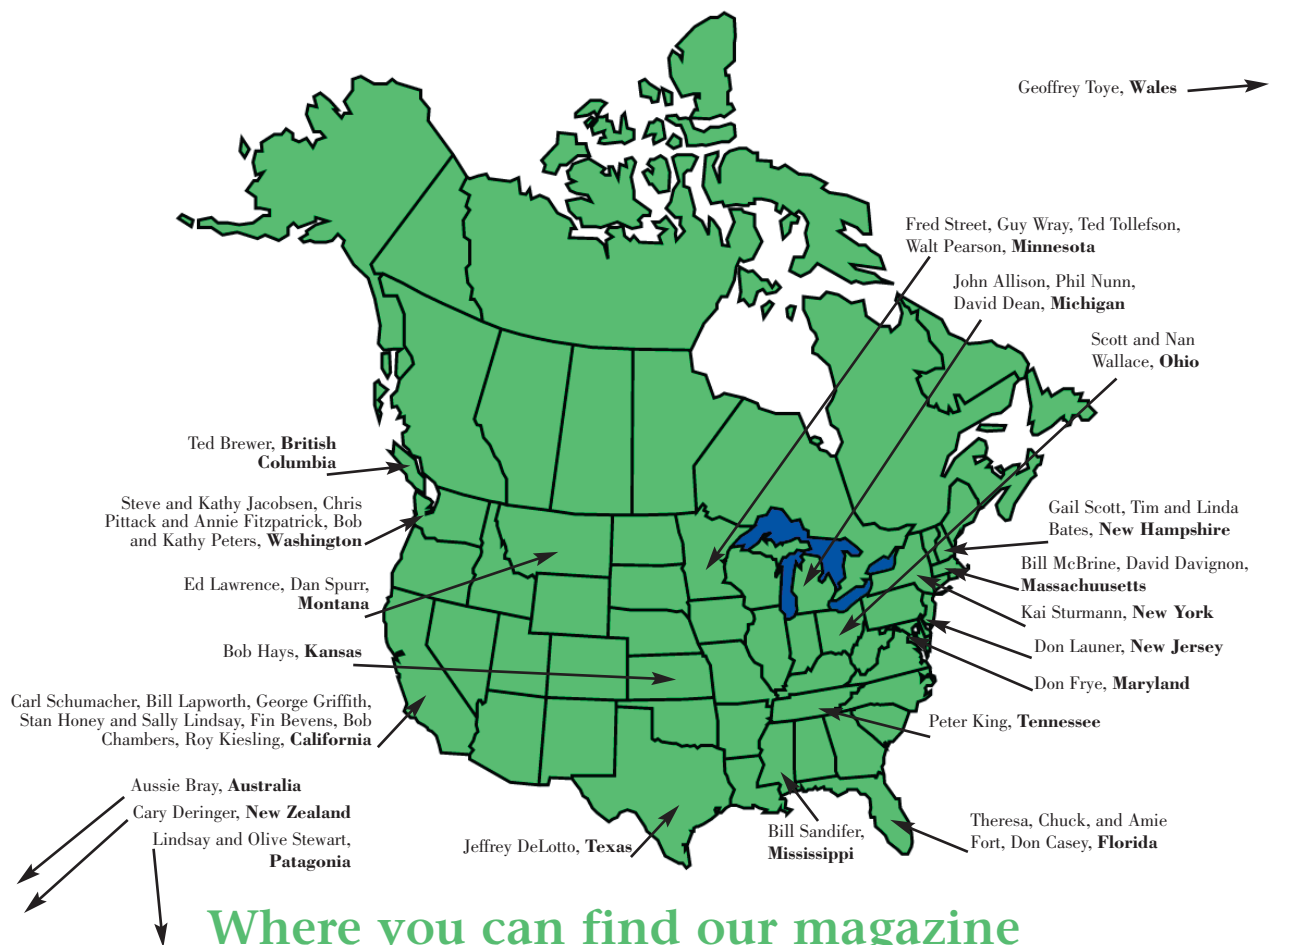 Geoffrey Toye, Wales
Fred Street, Guy Wray, Ted Tollefson,
Walt Pearson, Minnesota
John Allison, Phil Nunn,
David Dean, Michigan
Scott and Nan
Wallace, Ohio
Ted Brewer, British
Columbia
Steve and Kathy Jacobsen, Chris
Pittack and Annie Fitzpatrick, Bob
and Kathy Peters, Washington
Gail Scott, Tim and Linda
Bates, New Hampshire
Bill McBrine, David Davignon,
Massachuusetts
Ed Lawrence, Dan Spurr,
Montana
Kai Sturmann, New York
Don Launer, New Jersey
Bob Hays, Kansas
Don Frye, Maryland
Carl Schumacher, Bill Lapworth, George Griffith,
Stan Honey and Sally Lindsay, Fin Bevens, Bob
Chambers, Roy Kiesling, California
Peter King, Tennessee
Aussie Bray, Australia
Cary Deringer, New Zealand
Lindsay and Olive Stewart,
Patagonia
Jeffrey DeLotto, Texas
Bill Sandifer,
Mississippi
Theresa, Chuck, and Amie
Fort, Don Casey, Florida
Where you can find our magazine